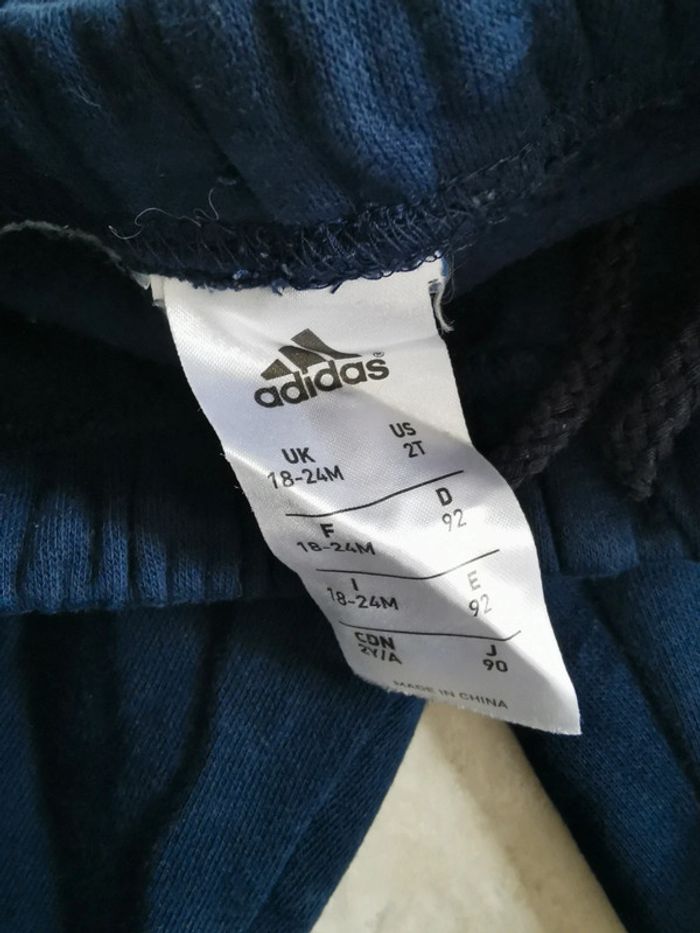 adidas®
UK US
18-24M 2T
F D
18-24M 92
I E
18-24M 92
CDN J
2Y/A 90
MADE IN CHINA